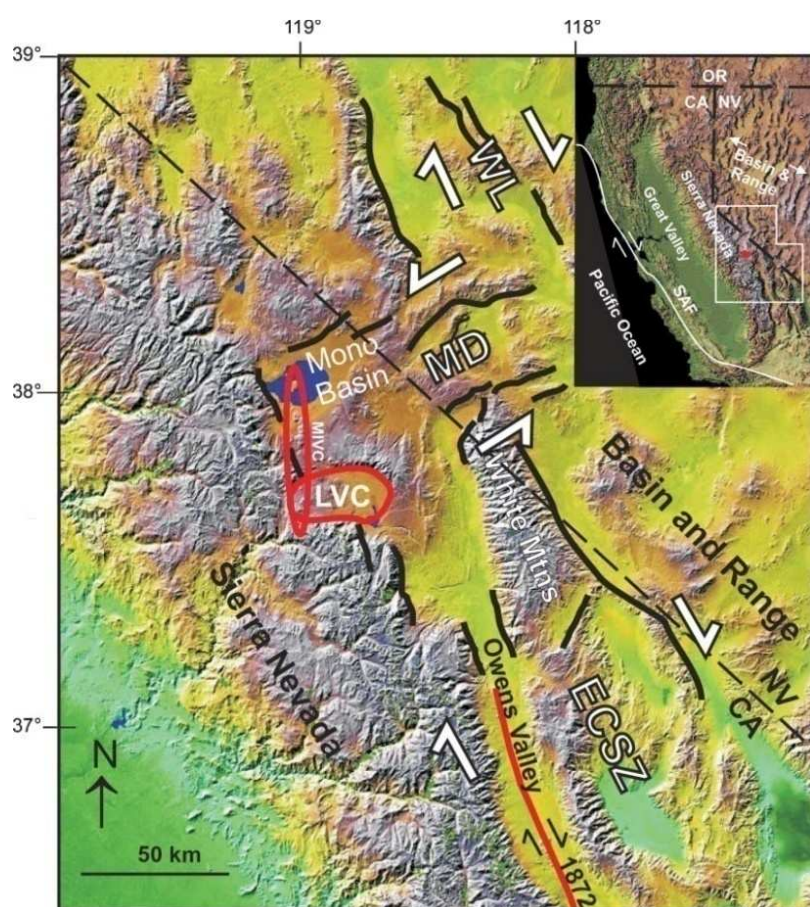 119°
118°
39°
OR
CA NV
Basin &
Range
Great Valley
Sierra Nevada
SAF
Pacific Ocean
WL
MD
Mono
Basin
38°
MIVC
LVC
White Mtns
Basin and Range
Sierra Nevada
Owens Valley
ECSZ
NV
CA
37°
N
50 km
1872